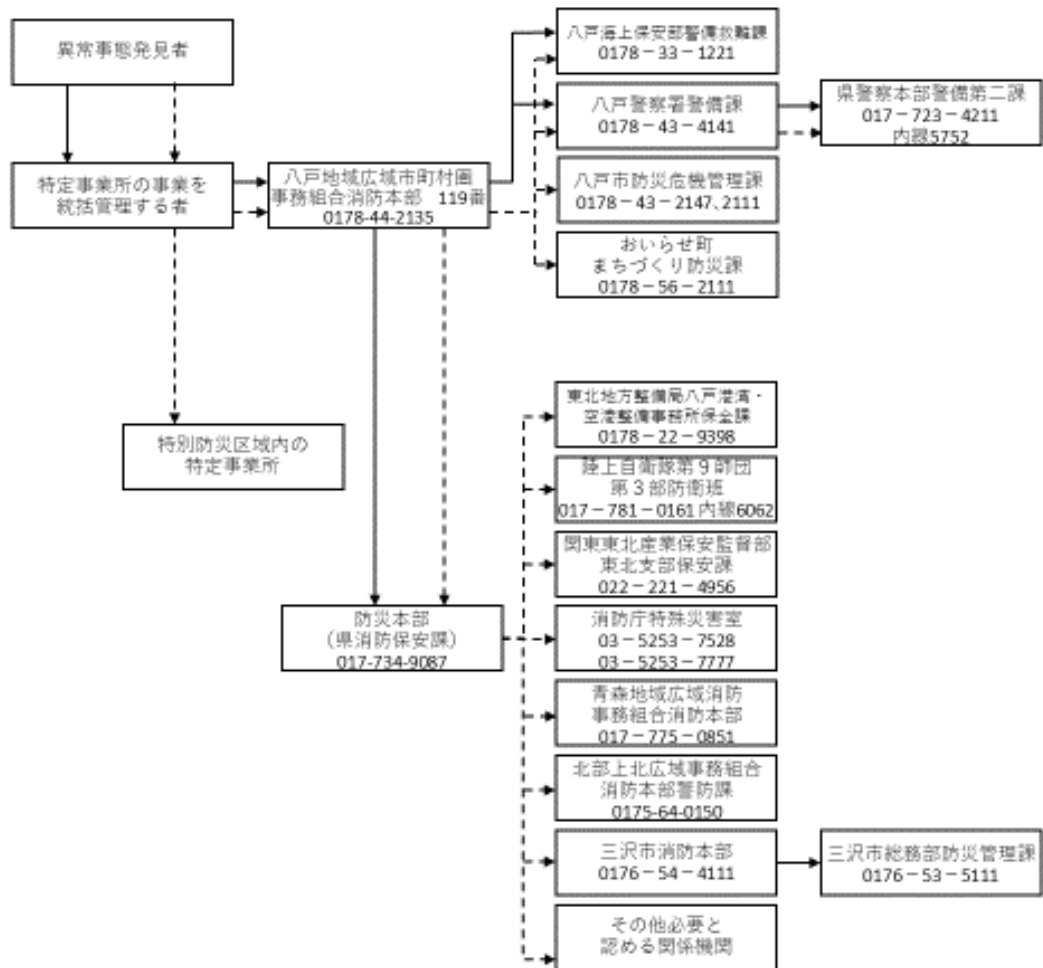 異常事態発見者
特定事業所の事業を
統括管理する者
八戸地域広域市町村圏
事務組合消防本部　119番
0178-44-2135
八戸海上保安部警備救難課
0178－33－1221
八戸警察署警備課
0178－43－4141
県警察本部警備第二課
017－723－4211
内線5752
八戸市防災危機管理課
0178－43－2147、2111
おいらせ町
まちづくり防災課
0178－56－2111
特別防災区域内の
特定事業所
防災本部
（県消防保安課）
017-734-9087
東北地方整備局八戸港湾・
空港整備事務所保全課
0178－22－9398
陸上自衛隊第９師団
第３部防衛班
017－781－0161 内線6062
関東東北産業保安監督部
東北支部保安課
022－221－4956
消防庁特殊災害室
03－5253－7528
03－5253－7777
青森地域広域消防
事務組合消防本部
017－775－0851
北部上北広域事務組合
消防本部警防課
0175-64-0150
三沢市消防本部
0176－54－4111
三沢市総務部防災管理課
0176－53－5111
その他必要と
認める関係機関